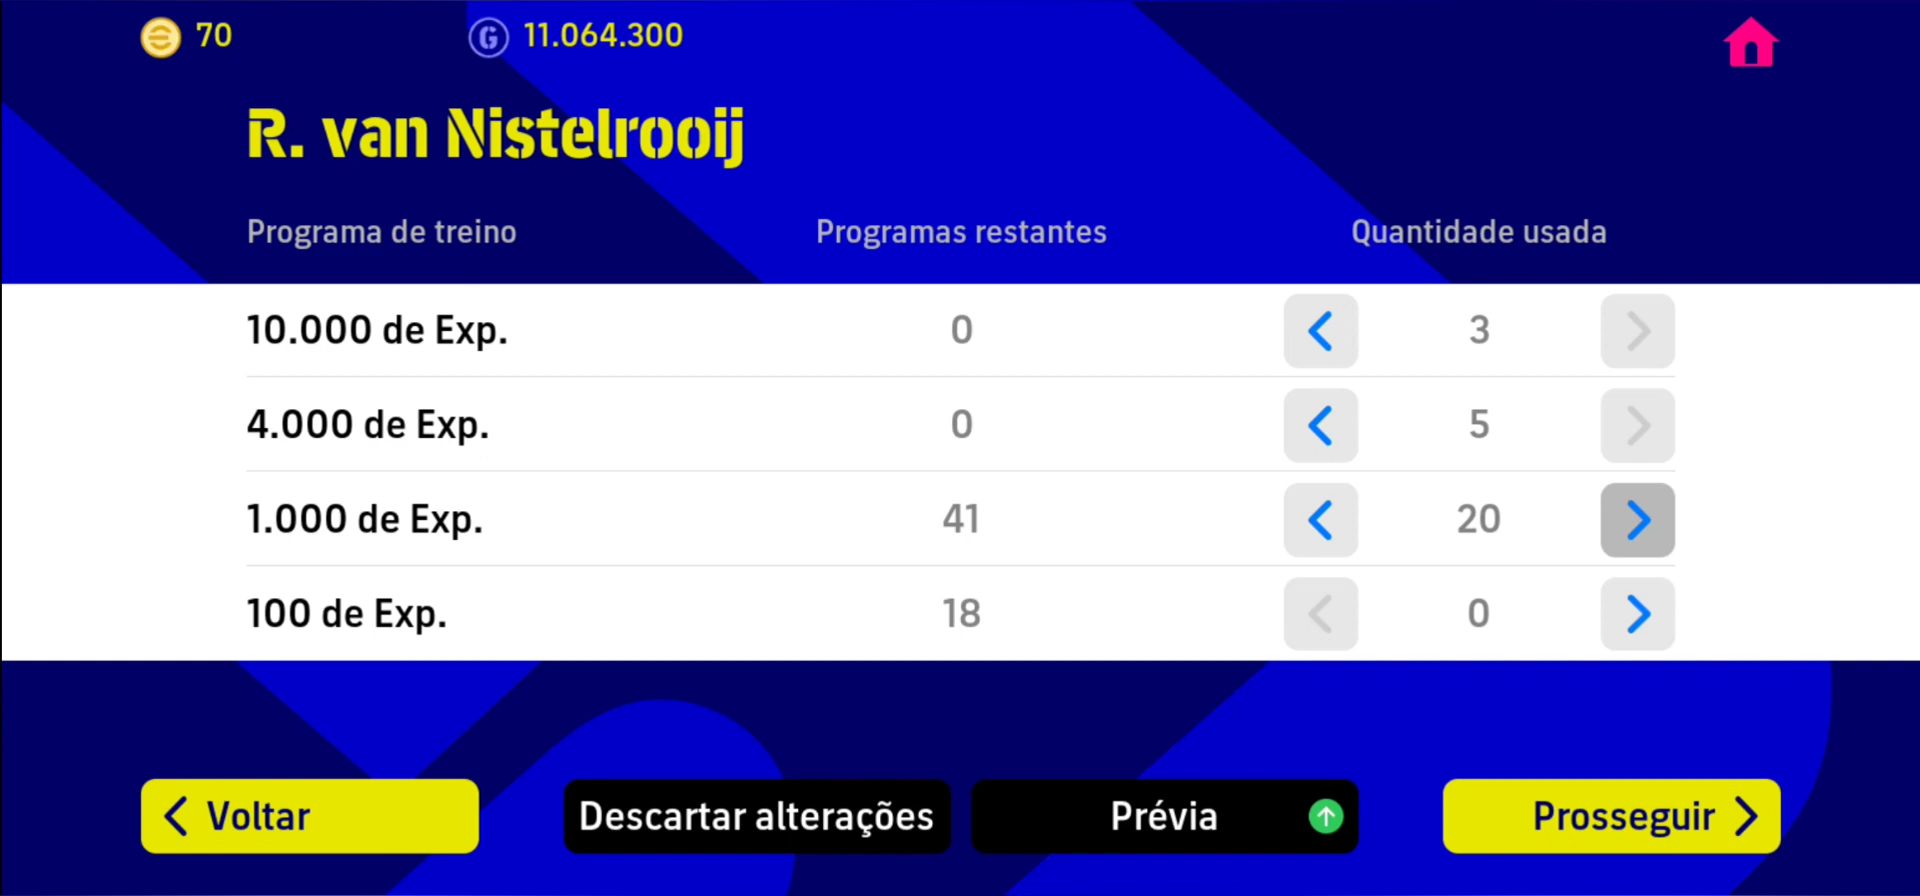 70 11.064.300
R. van Nistelrooij
Programa de treino Programas restantes Quantidade usada
10.000 de Exp. 0 3
4.000 de Exp. 0 5
1.000 de Exp. 41 20
100 de Exp. 18 0
Voltar Descartar alterações Prévia Prosseguir